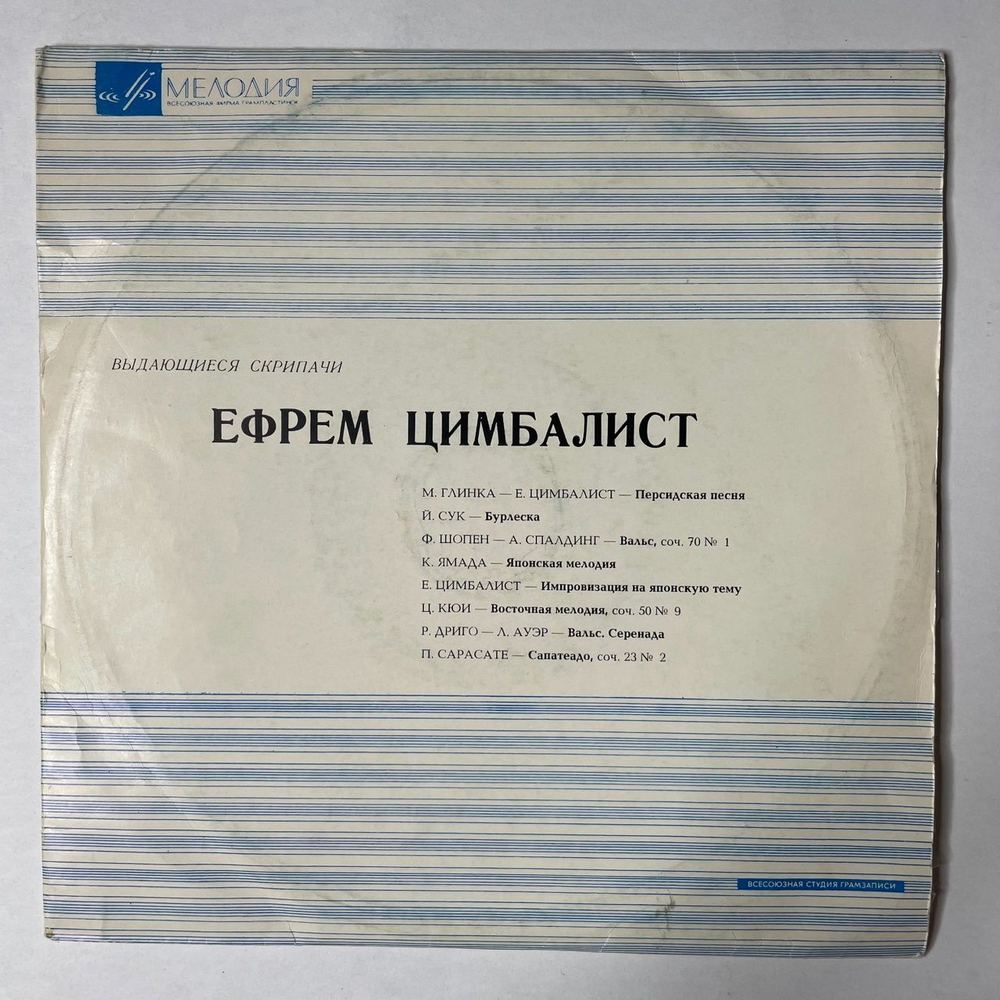 МЕЛОДИЯ
ВСЕСОЮЗНАЯ ФИРМА ГРАМПЛАСТИНОК
ВЫДАЮЩИЕСЯ СКРИПАЧИ
ЕФРЕМ ЦИМБАЛИСТ
М. ГЛИНКА — Е. ЦИМБАЛИСТ — Персидская песня
Й. СУК — Бурлеска
Ф. ШОПЕН — А. СПАЛДИНГ — Вальс, соч. 70 № 1
К. ЯМАДА — Японская мелодия
Е. ЦИМБАЛИСТ — Импровизация на японскую тему
Ц. КЮИ — Восточная мелодия, соч. 50 № 9
Р. ДРИГО — Л. АУЭР — Вальс. Серенада
П. САРАСАТЕ — Сапатеадо, соч. 23 № 2
ВСЕСОЮЗНАЯ СТУДИЯ ГРАМЗАПИСИ